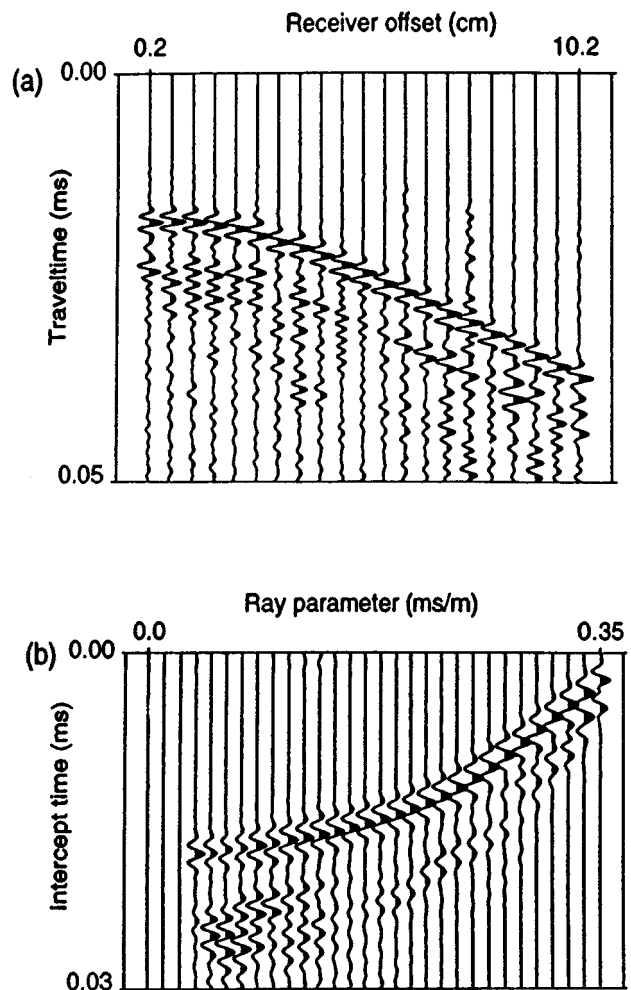 Receiver offset (cm)
0.2 10.2
(a) 0.00
Traveltime (ms)
0.05
Ray parameter (ms/m)
0.0 0.35
(b) 0.00
Intercept time (ms)
0.03